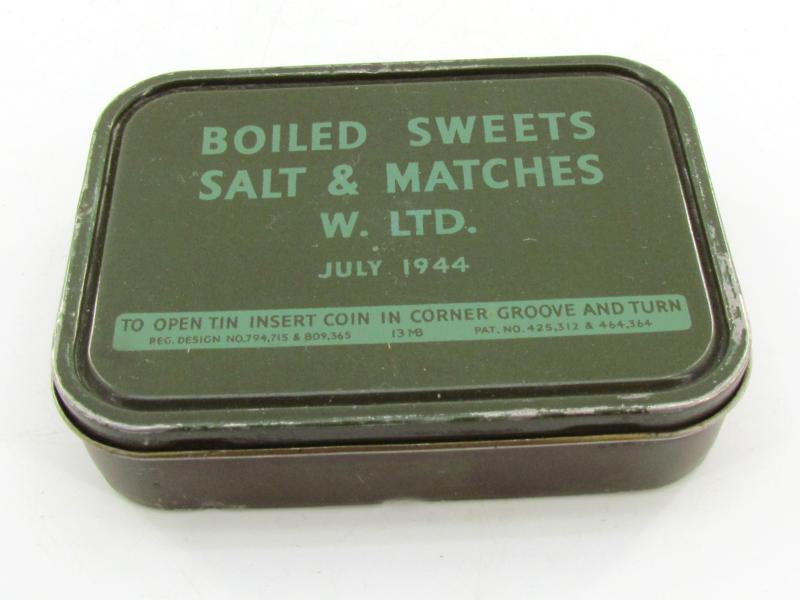 BOILED SWEETS
SALT & MATCHES
W. LTD.
JULY 1944
TO OPEN TIN INSERT COIN IN CORNER GROOVE AND TURN
REG. DESIGN NO. 794,715 & 809,365 13 MB PAT. NO. 425,312 & 464,364